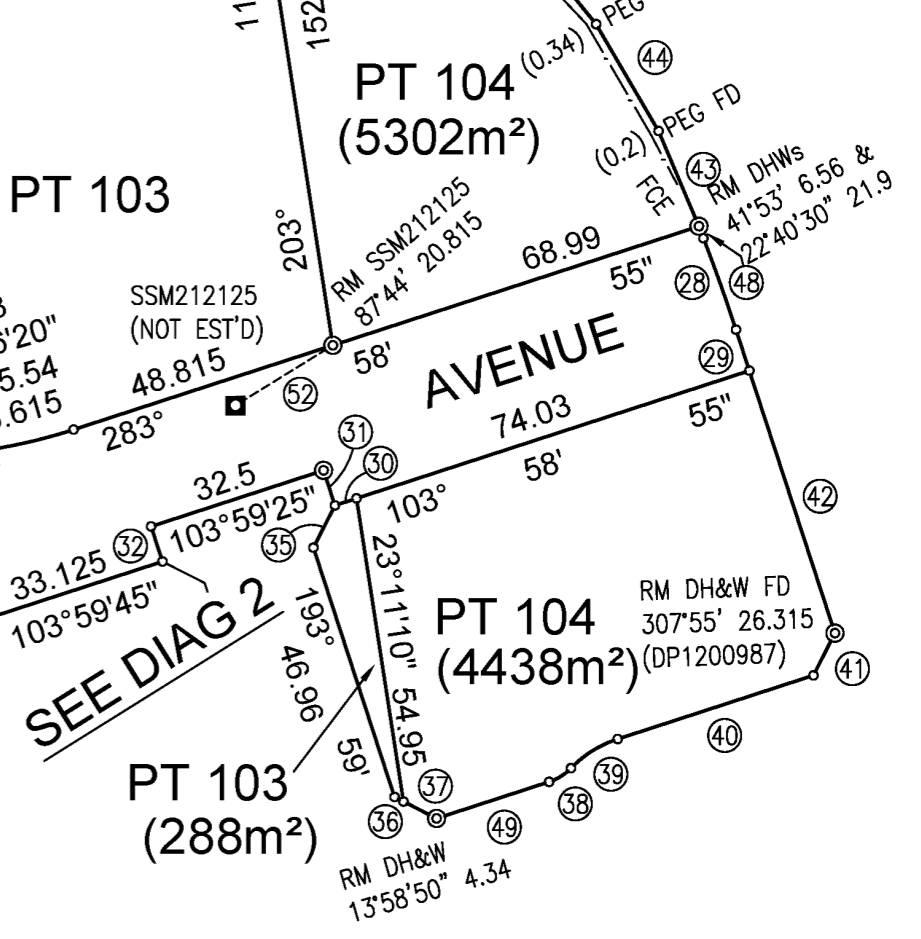 11
152
PEG
(0.34)
44
PT 104
(5302m²)
PEG FD
(0.2)
43
FCE
RM DHWs
41°53' 6.56 &
22°40'30" 21.9
PT 103
203°
RM SSM212125
87°44' 20.815
68.99
55"
28
48
SSM212125
(NOT EST'D)
6'20"
5.54
.615
48.815
283°
52
58'
AVENUE
29
74.03
55"
58'
103°
31
30
32.5
103°59'25"
32
35
33.125
103°59'45"
SEE DIAG 2
42
23°11'10"
54.95
193°
46.96
59'
PT 104
(4438m²)
RM DH&W FD
307°55' 26.315
(DP1200987)
41
40
39
38
49
37
36
PT 103
(288m²)
RM DH&W
13°58'50" 4.34